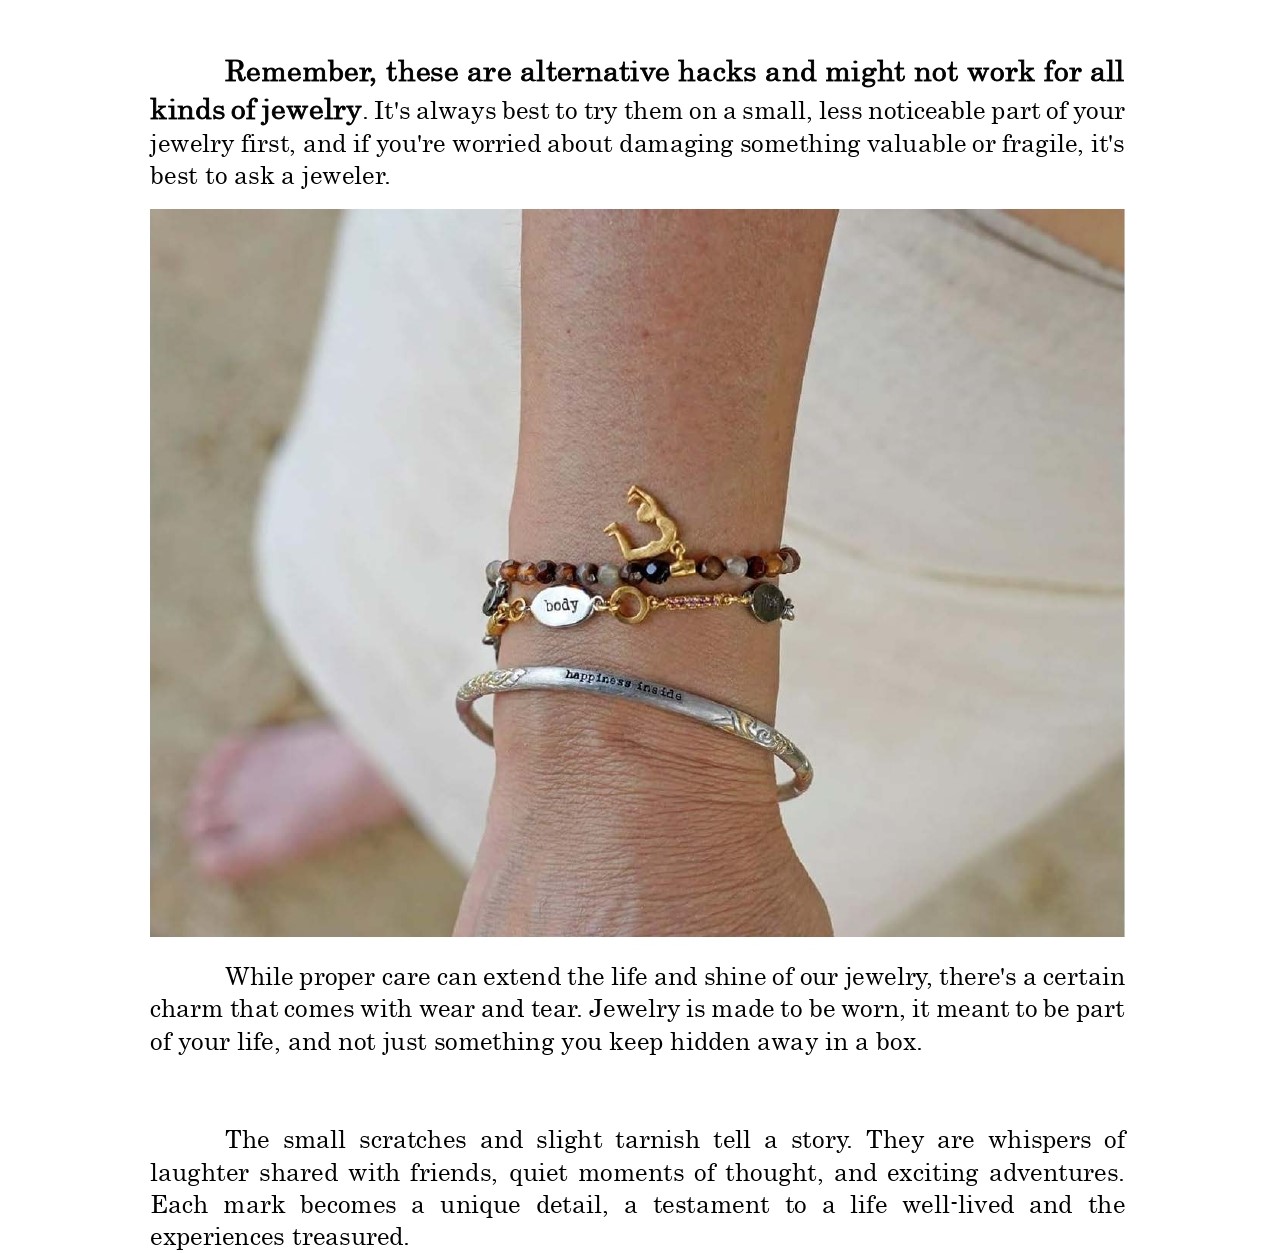 Remember, these are alternative hacks and might not work for all
kinds of jewelry. It's always best to try them on a small, less noticeable part of your
jewelry first, and if you're worried about damaging something valuable or fragile, it's
best to ask a jeweler.
body
happiness inside
While proper care can extend the life and shine of our jewelry, there's a certain
charm that comes with wear and tear. Jewelry is made to be worn, it meant to be part
of your life, and not just something you keep hidden away in a box.
The small scratches and slight tarnish tell a story. They are whispers of
laughter shared with friends, quiet moments of thought, and exciting adventures.
Each mark becomes a unique detail, a testament to a life well-lived and the
experiences treasured.